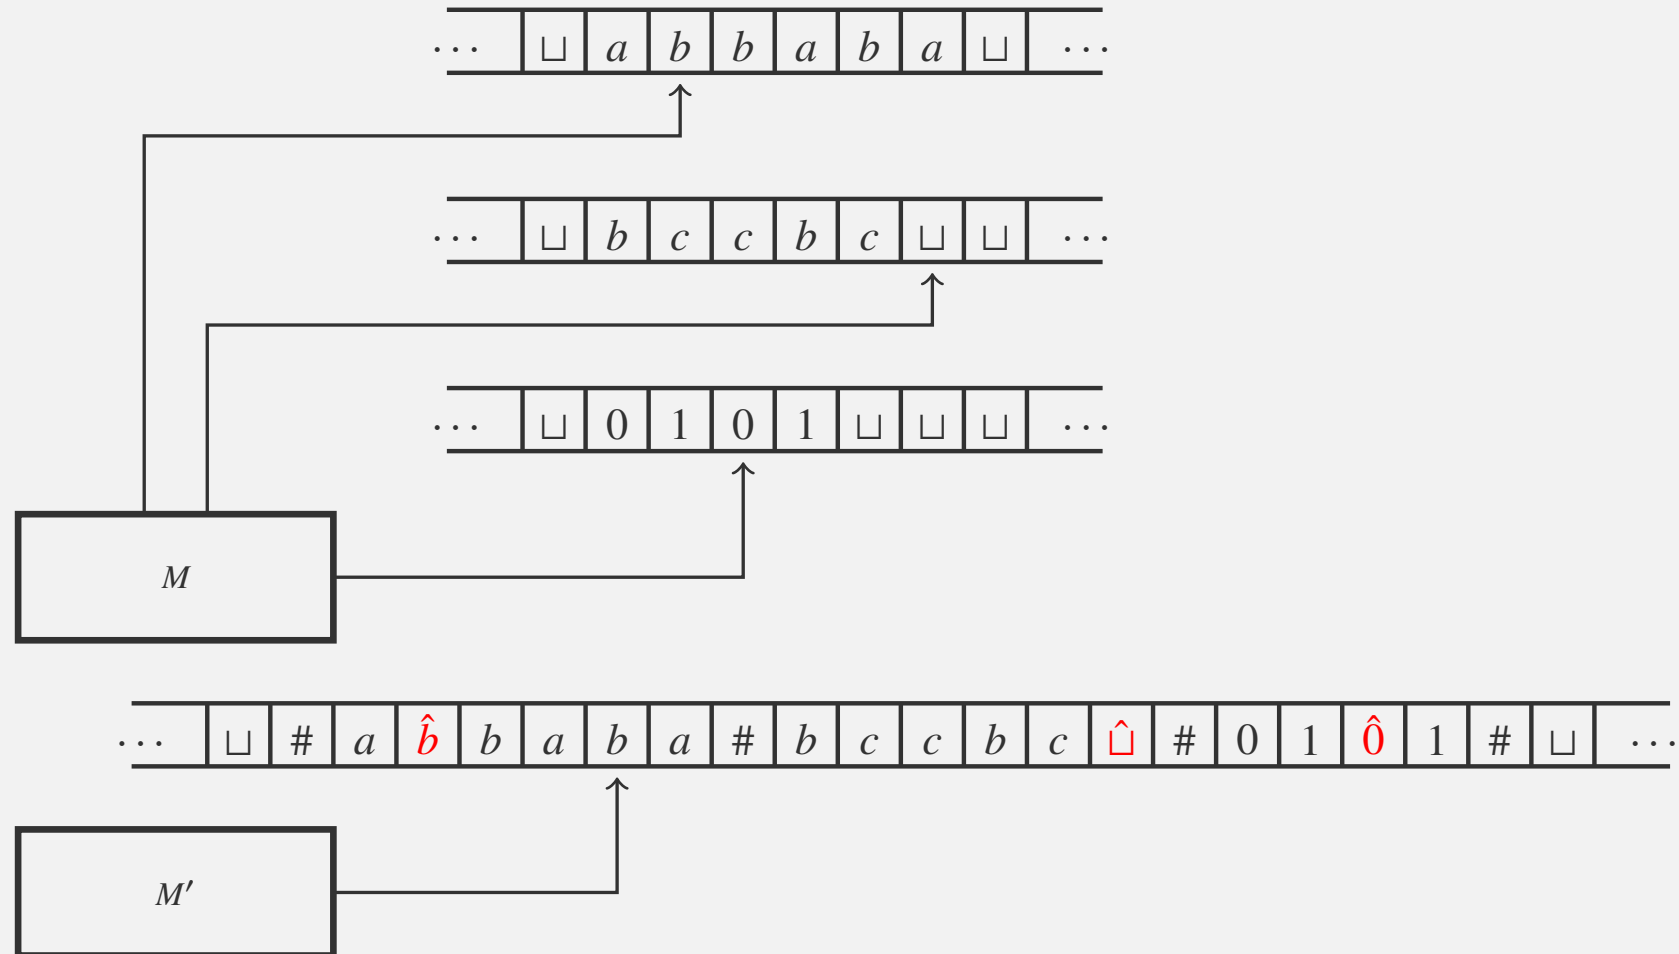 ··· ⊔ a b b a b a ⊔ ···
··· ⊔ b c c b c ⊔ ⊔ ···
··· ⊔ 0 1 0 1 ⊔ ⊔ ⊔ ···
M
··· ⊔ # a b̂ b a b a # b c c b c ⊔̂ # 0 1 0̂ 1 # ⊔ ···
M′